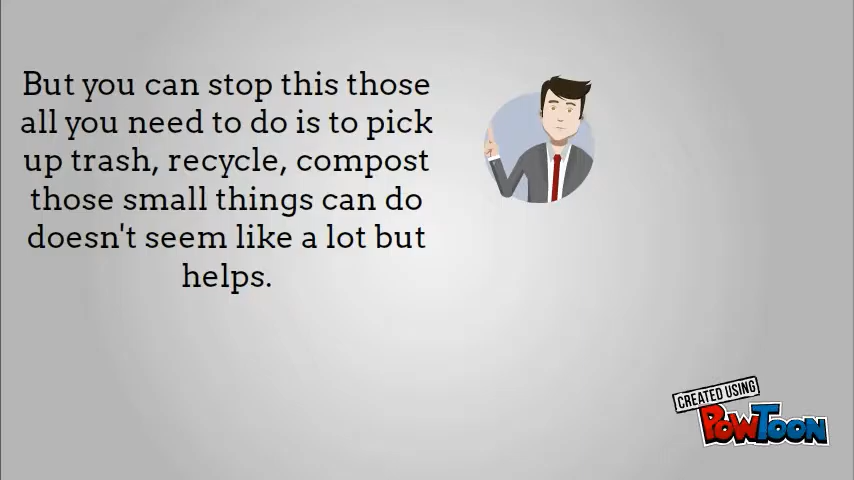 But you can stop this those
all you need to do is to pick
up trash, recycle, compost
those small things can do
doesn't seem like a lot but
helps.
CREATED USING
POWTOON